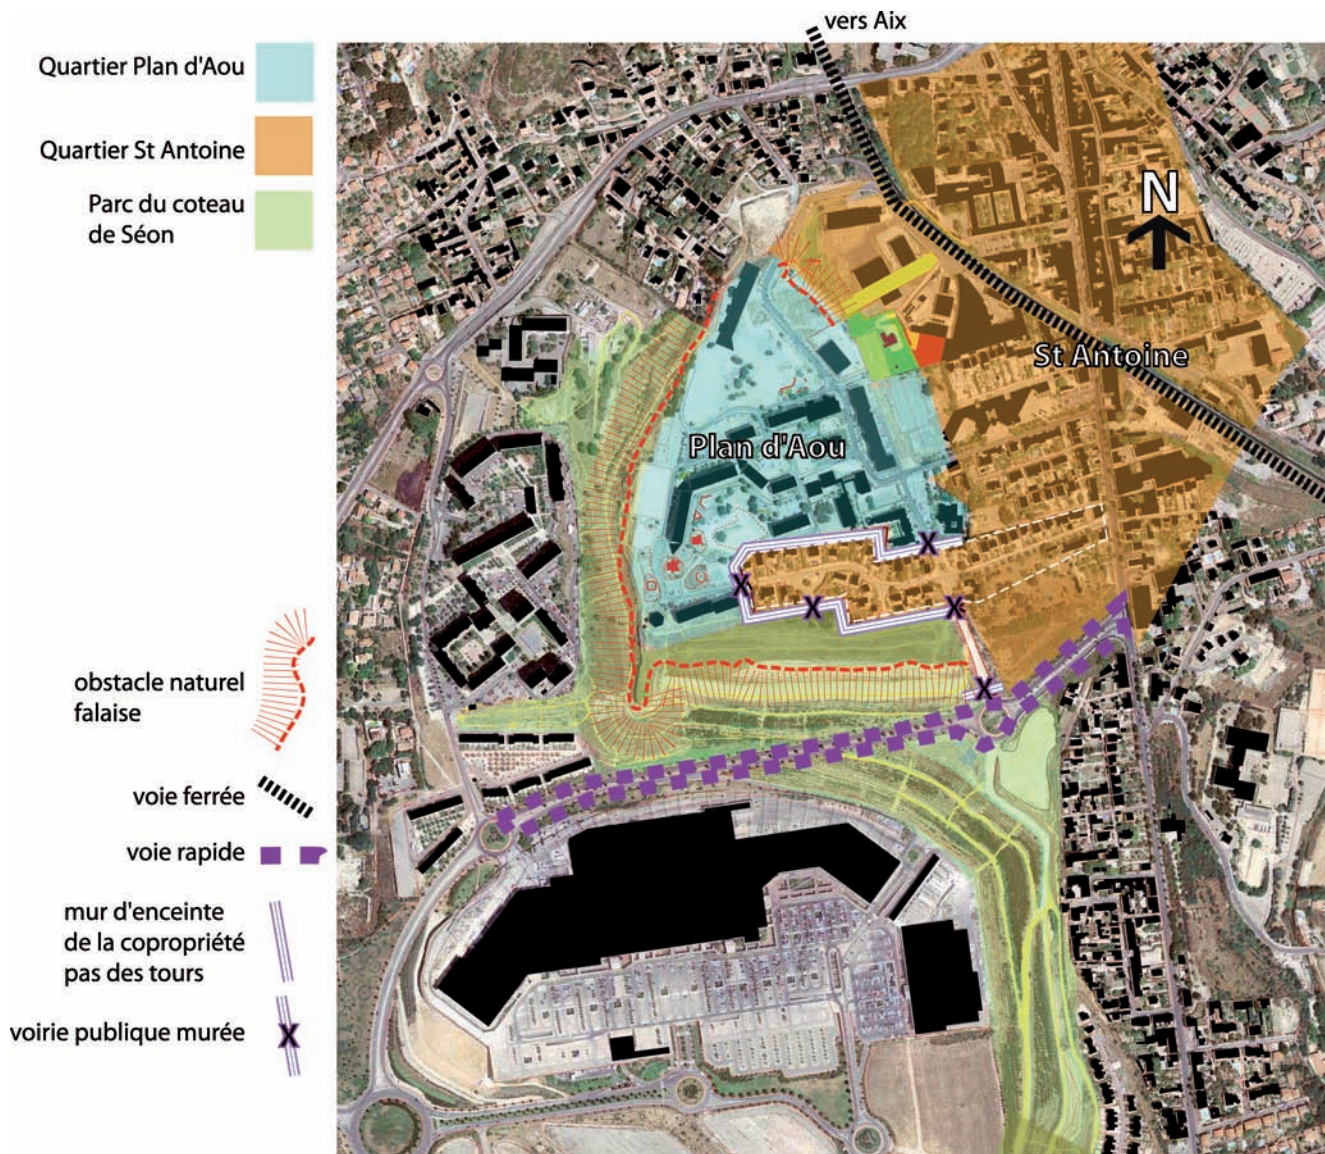 vers Aix
Quartier Plan d'Aou
Quartier St Antoine
Parc du coteau
de Séon
N
St Antoine
Plan d'Aou
obstacle naturel
falaise
voie ferrée
voie rapide
mur d'enceinte
de la copropriété
pas des tours
voirie publique murée
X
X
X
X
X
X